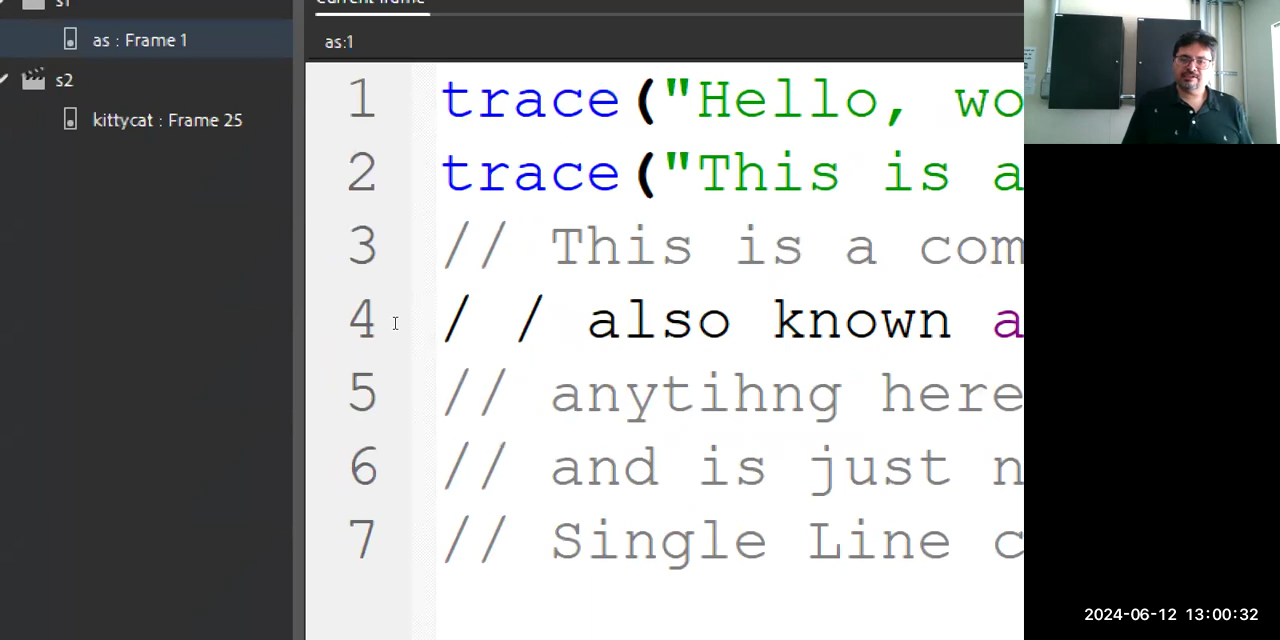 s1
Current frame
as : Frame 1
as:1
s2
kittycat : Frame 25
1 trace("Hello, wo
2 trace("This is a
3 // This is a com
4 / / also known a
5 // anytihng here
6 // and is just n
7 // Single Line c
2024-06-12 13:00:32